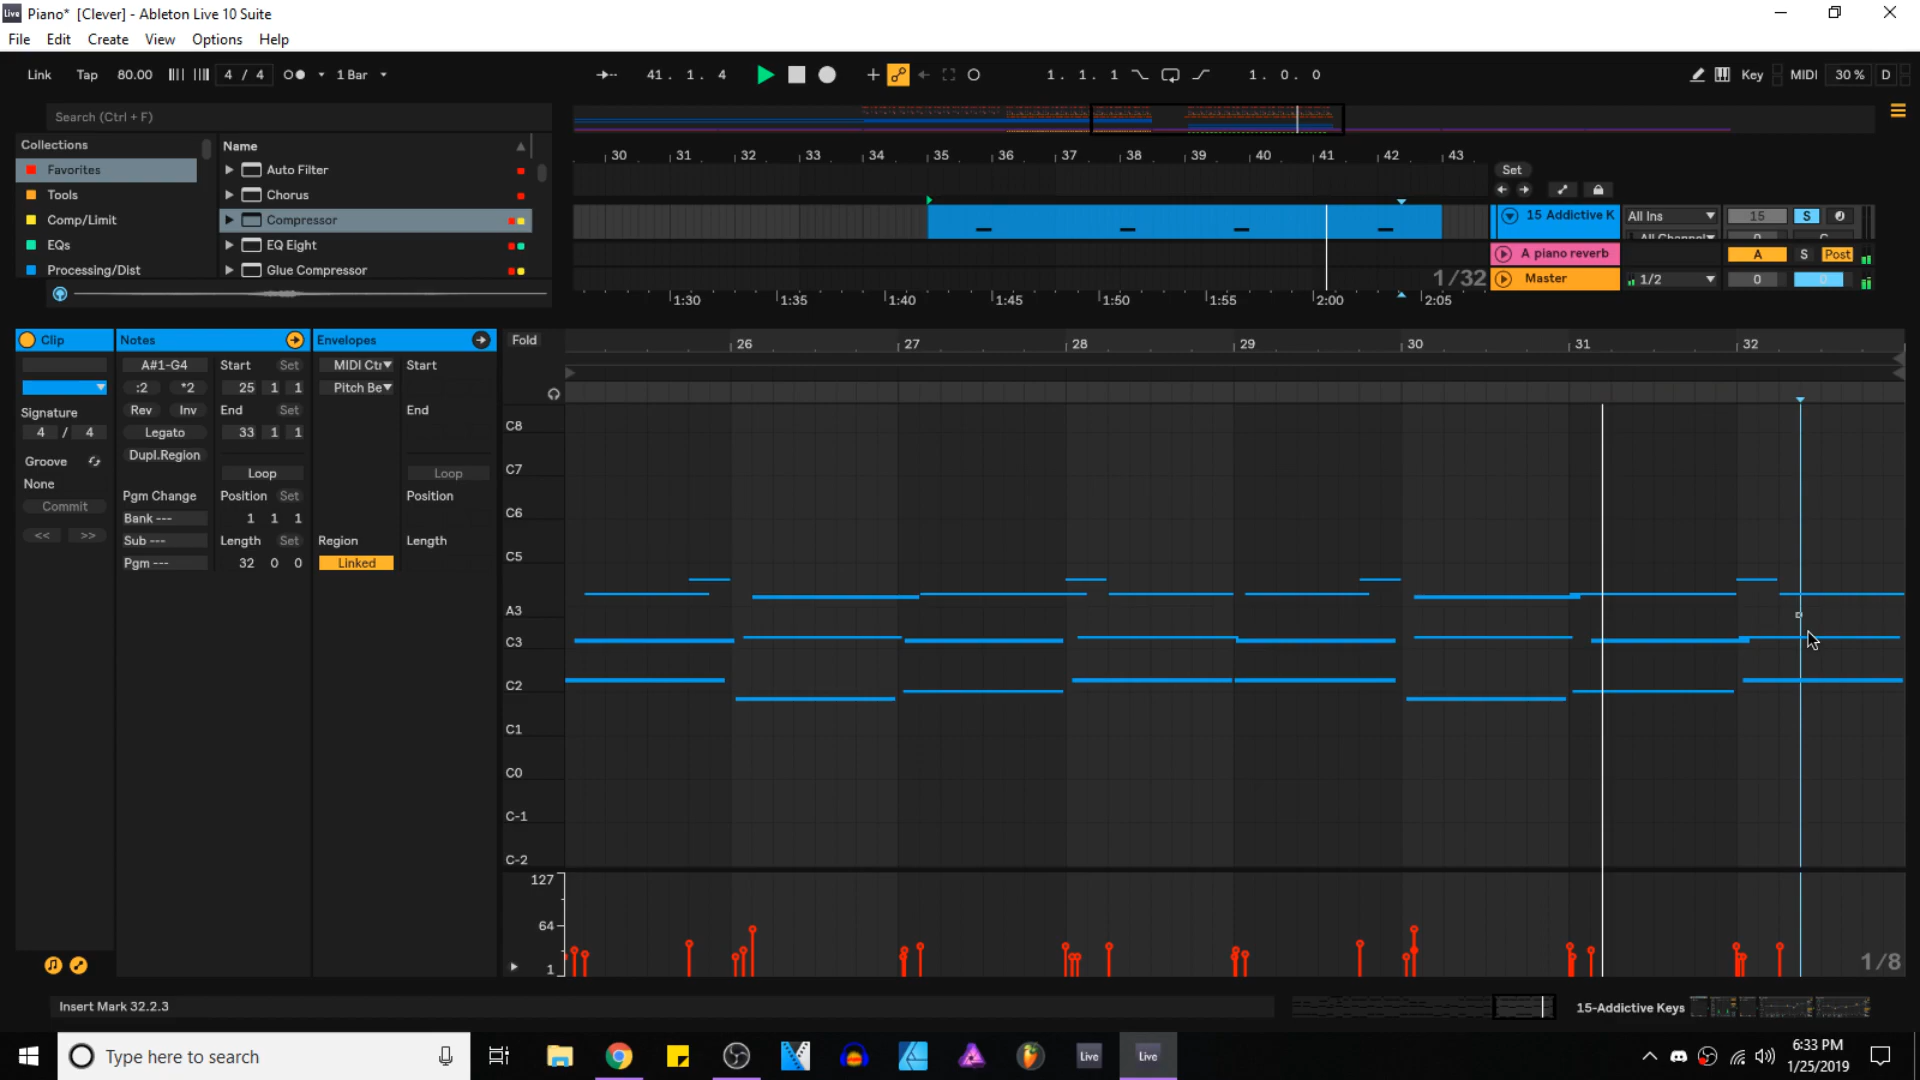 Live Piano* [Clever] - Ableton Live 10 Suite
File Edit Create View Options Help
Link Tap 80.00 4 / 4 1 Bar 41. 1. 4 1. 1. 1 1. 0. 0 Key MIDI 30 % D
Search (Ctrl + F)
Collections Name
Favorites Auto Filter
Tools Chorus
Comp/Limit Compressor
EQs EQ Eight
Processing/Dist Glue Compressor
30 31 32 33 34 35 36 37 38 39 40 41 42 43
Set
15 Addictive K All Ins 15 S
A piano reverb A S Post
1/32 Master 1/2 0
1:30 1:35 1:40 1:45 1:50 1:55 2:00 2:05
Clip Notes Envelopes Fold 26 27 28 29 30 31 32
A#1-G4 Start Set MIDI Ctr Start
:2 *2 25 1 1 Pitch Be
Signature Rev Inv End Set End
4 / 4 Legato 33 1 1
Groove Dupl.Region
None Loop Loop
Commit Pgm Change Position Set Position
<< >> Bank --- 1 1 1
Sub --- Length Set Region Length
Pgm --- 32 0 0 Linked
C8
C7
C6
C5
A3
C3
C2
C1
C0
C-1
C-2
127
64
1
1/8
Insert Mark 32.2.3 15-Addictive Keys
Type here to search Live Live 6:33 PM
1/25/2019